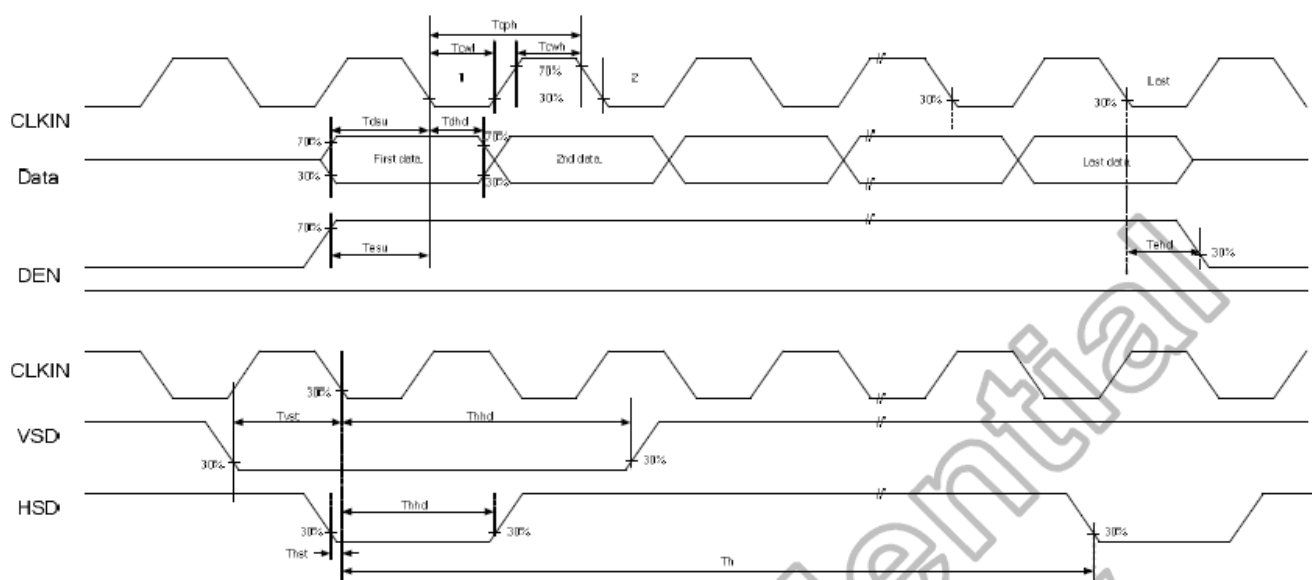 Tcph
Tcwl
Tcwh
1
70%
2
Last
30%
30%
30%
CLKIN
Tdsu
Tdhd
70%
70%
First data
2nd data
Last data
30%
30%
Data
70%
Tesu
Tehd
30%
DEN
CLKIN
30%
Tvst
Thhd
VSD
30%
30%
HSD
Thhd
30%
30%
30%
Thst
Th